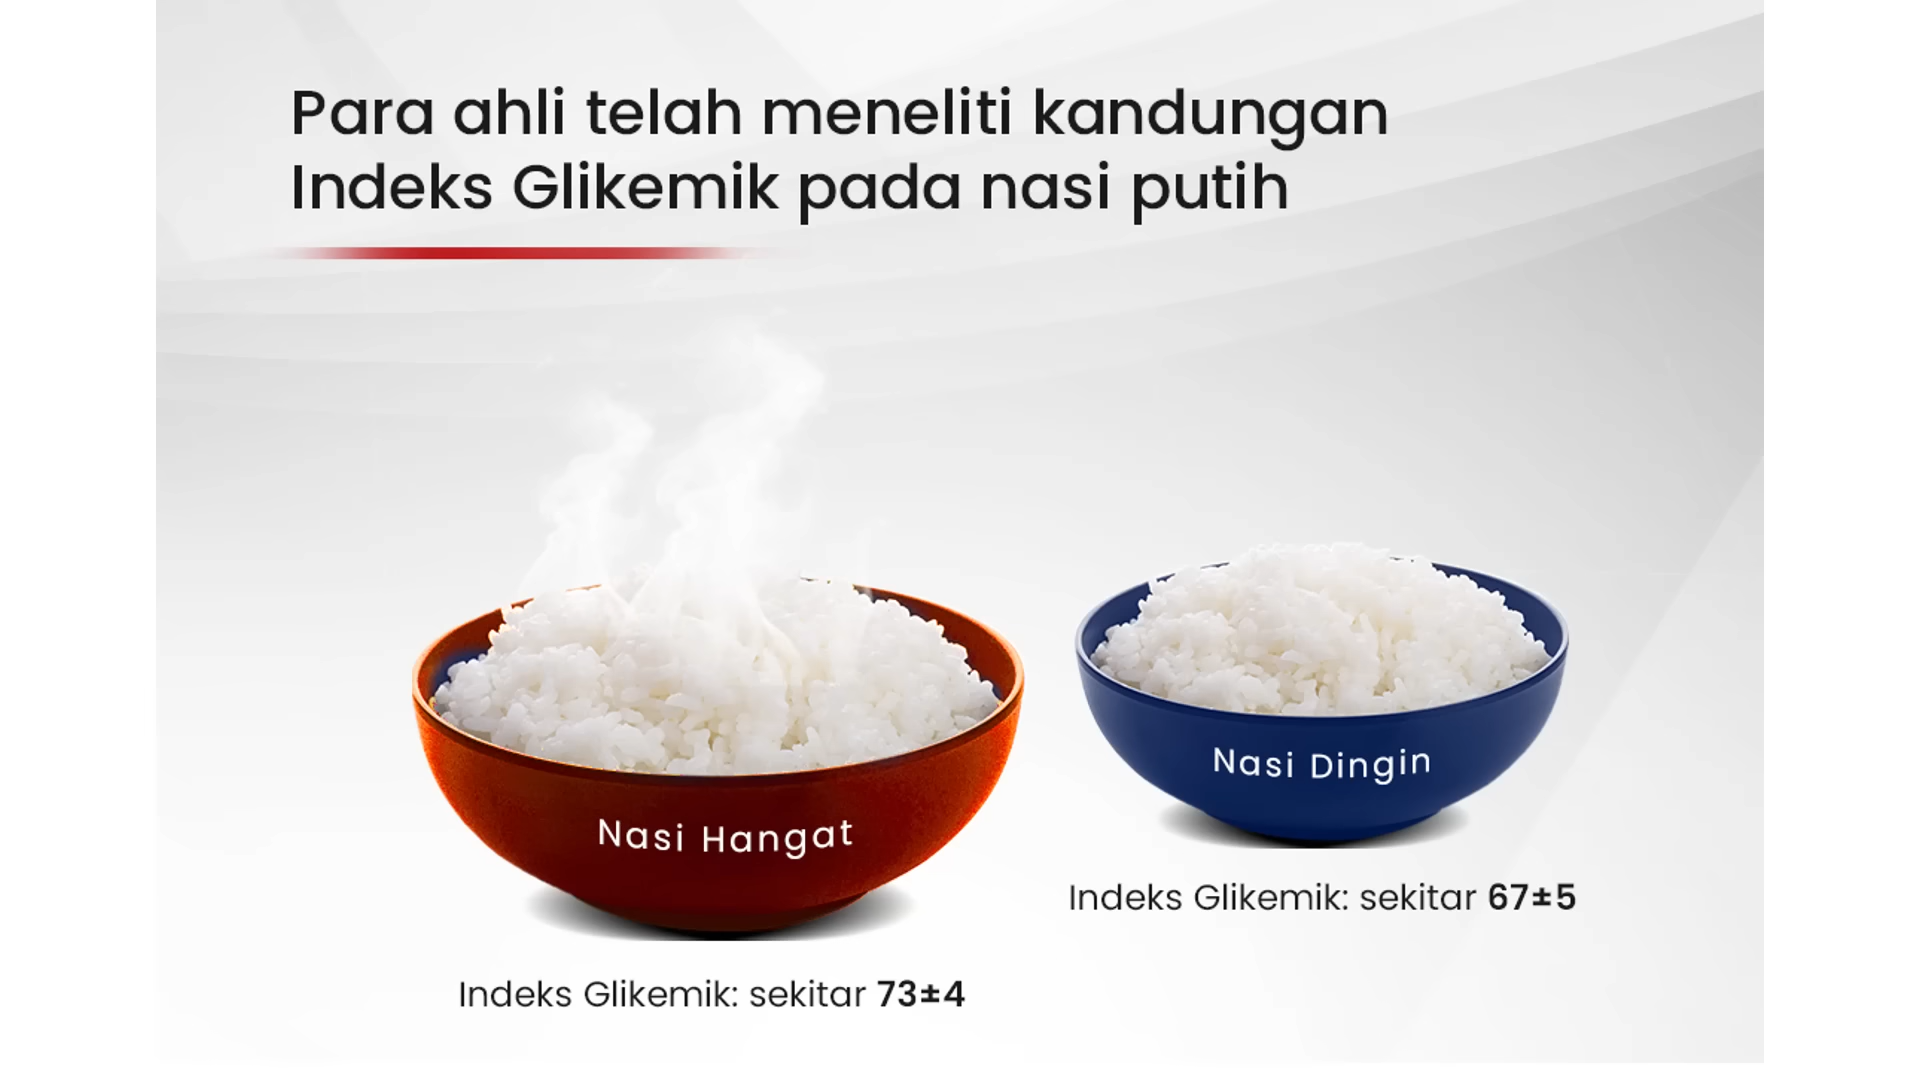 Para ahli telah meneliti kandungan
Indeks Glikemik pada nasi putih
Nasi Hangat
Indeks Glikemik: sekitar 73±4
Nasi Dingin
Indeks Glikemik: sekitar 67±5